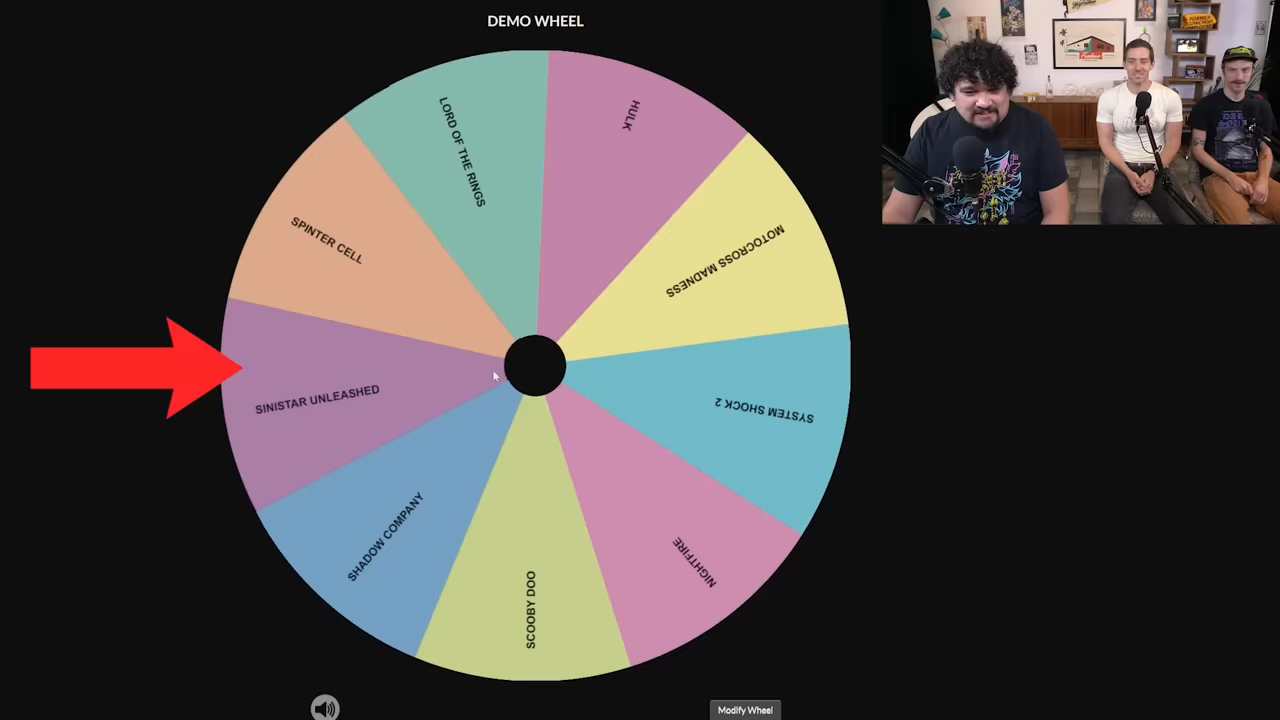 DEMO WHEEL
LORD OF THE RINGS
HULK
MOTOCROSS MADNESS
SYSTEM SHOCK 2
NIGHTFIRE
SCOOBY DOO
SHADOW COMPANY
SINISTAR UNLEASHED
SPINTER CELL
Modify Wheel